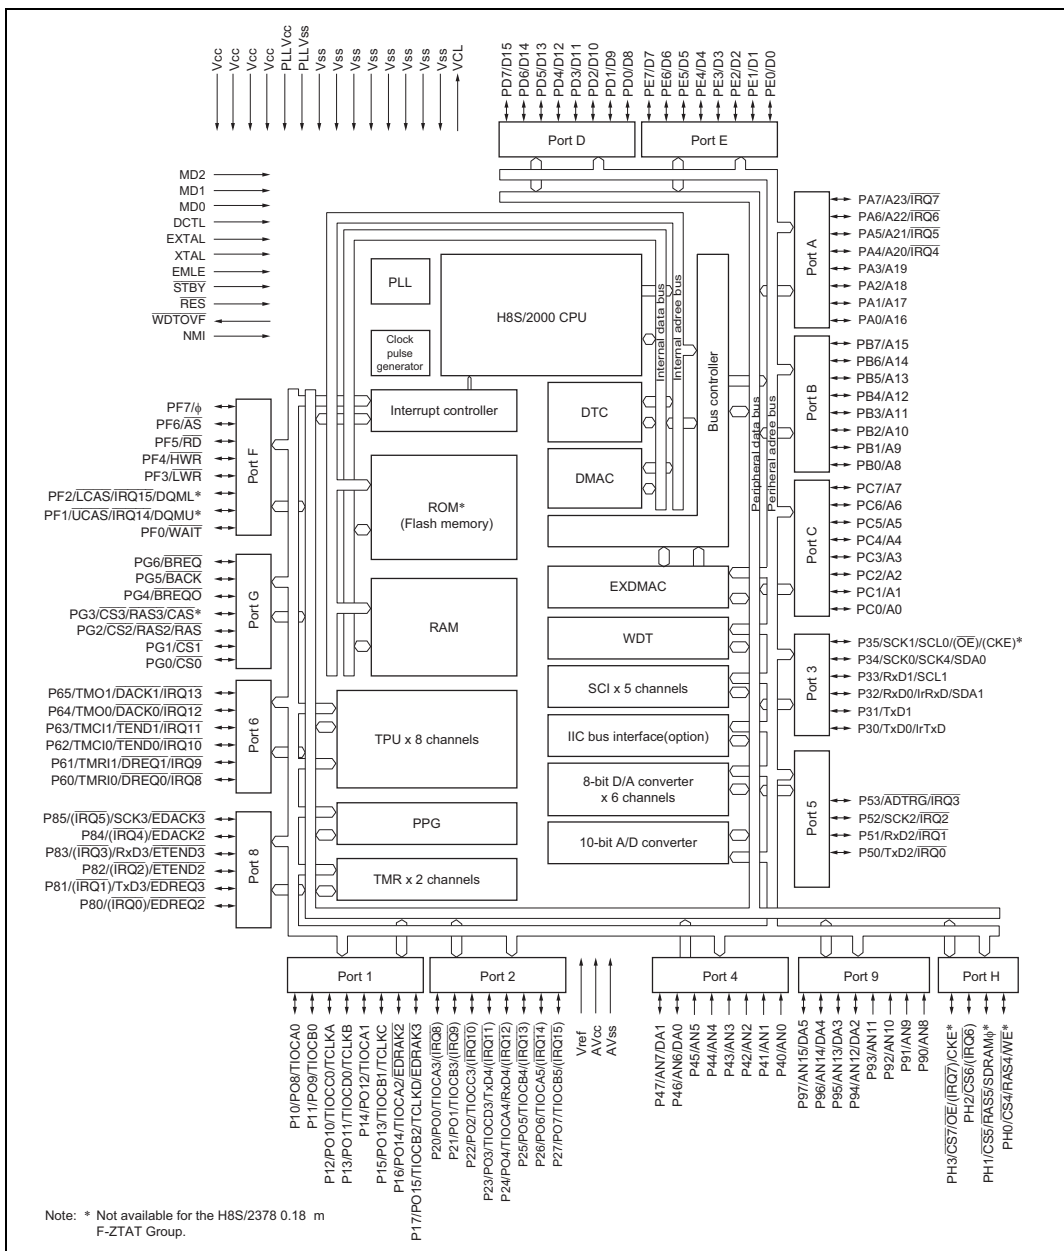 Vcc
Vcc
Vcc
Vcc
PLLVcc
PLLVss
Vss
Vss
Vss
Vss
Vss
Vss
Vss
Vss
VCL
PD7/D15
PD6/D14
PD5/D13
PD4/D12
PD3/D11
PD2/D10
PD1/D9
PD0/D8
PE7/D7
PE6/D6
PE5/D5
PE4/D4
PE3/D3
PE2/D2
PE1/D1
PE0/D0
Port D
Port E
MD2
MD1
MD0
DCTL
EXTAL
XTAL
EMLE
STBY
RES
WDTOVF
NMI
PLL
Clock
pulse
generator
H8S/2000 CPU
Interrupt controller
DTC
DMAC
ROM*
(Flash memory)
RAM
TPU x 8 channels
PPG
TMR x 2 channels
EXDMAC
WDT
SCI x 5 channels
IIC bus interface(option)
8-bit D/A converter
x 6 channels
10-bit A/D converter
Internal data bus
Internal adree bus
Bus controller
Peripheral data bus
Periheral adree bus
Port A
PA7/A23/IRQ7
PA6/A22/IRQ6
PA5/A21/IRQ5
PA4/A20/IRQ4
PA3/A19
PA2/A18
PA1/A17
PA0/A16
Port B
PB7/A15
PB6/A14
PB5/A13
PB4/A12
PB3/A11
PB2/A10
PB1/A9
PB0/A8
Port C
PC7/A7
PC6/A6
PC5/A5
PC4/A4
PC3/A3
PC2/A2
PC1/A1
PC0/A0
Port 3
P35/SCK1/SCL0/(OE)/(CKE)*
P34/SCK0/SCK4/SDA0
P33/RxD1/SCL1
P32/RxD0/IrRxD/SDA1
P31/TxD1
P30/TxD0/IrTxD
Port 5
P53/ADTRG/IRQ3
P52/SCK2/IRQ2
P51/RxD2/IRQ1
P50/TxD2/IRQ0
PF7/ϕ
PF6/AS
PF5/RD
PF4/HWR
PF3/LWR
PF2/LCAS/IRQ15/DQML*
PF1/UCAS/IRQ14/DQMU*
PF0/WAIT
Port F
PG6/BREQ
PG5/BACK
PG4/BREQO
PG3/CS3/RAS3/CAS*
PG2/CS2/RAS2/RAS
PG1/CS1
PG0/CS0
Port G
P65/TMO1/DACK1/IRQ13
P64/TMO0/DACK0/IRQ12
P63/TMCI1/TEND1/IRQ11
P62/TMCI0/TEND0/IRQ10
P61/TMRI1/DREQ1/IRQ9
P60/TMRI0/DREQ0/IRQ8
Port 6
P85/(IRQ5)/SCK3/EDACK3
P84/(IRQ4)/EDACK2
P83/(IRQ3)/RxD3/ETEND3
P82/(IRQ2)/ETEND2
P81/(IRQ1)/TxD3/EDREQ3
P80/(IRQ0)/EDREQ2
Port 8
Port 1
Port 2
Port 4
Port 9
Port H
P10/PO8/TIOCA0
P11/PO9/TIOCB0
P12/PO10/TIOCC0/TCLKA
P13/PO11/TIOCD0/TCLKB
P14/PO12/TIOCA1
P15/PO13/TIOCB1/TCLKC
P16/PO14/TIOCA2/EDRAK2
P17/PO15/TIOCB2/TCLKD/EDRAK3
P20/PO0/TIOCA3/(IRQ8)
P21/PO1/TIOCB3/(IRQ9)
P22/PO2/TIOCC3/(IRQ10)
P23/PO3/TIOCD3/TxD4/(IRQ11)
P24/PO4/TIOCA4/RxD4/(IRQ12)
P25/PO5/TIOCB4/(IRQ13)
P26/PO6/TIOCA5/(IRQ14)
P27/PO7/TIOCB5/(IRQ15)
Vref
AVcc
AVss
P47/AN7/DA1
P46/AN6/DA0
P45/AN5
P44/AN4
P43/AN3
P42/AN2
P41/AN1
P40/AN0
P97/AN15/DA5
P96/AN14/DA4
P95/AN13/DA3
P94/AN12/DA2
P93/AN11
P92/AN10
P91/AN9
P90/AN8
PH3/CS7/OE/(IRQ7)/CKE*
PH2/CS6/(IRQ6)
PH1/CS5/RAS5/SDRAMϕ*
PH0/CS4/RAS4/WE*
Note: * Not available for the H8S/2378 0.18 m
F-ZTAT Group.